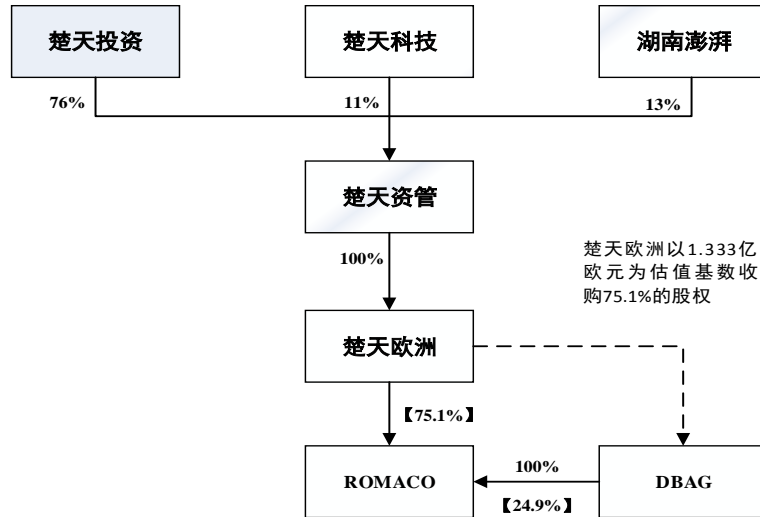 楚天投资
楚天科技
湖南澎湃
76%
11%
13%
楚天资管
100%
楚天欧洲以1.333亿
欧元为估值基数收
购75.1%的股权
楚天欧洲
【75.1%】
ROMACO
100%
【24.9%】
DBAG